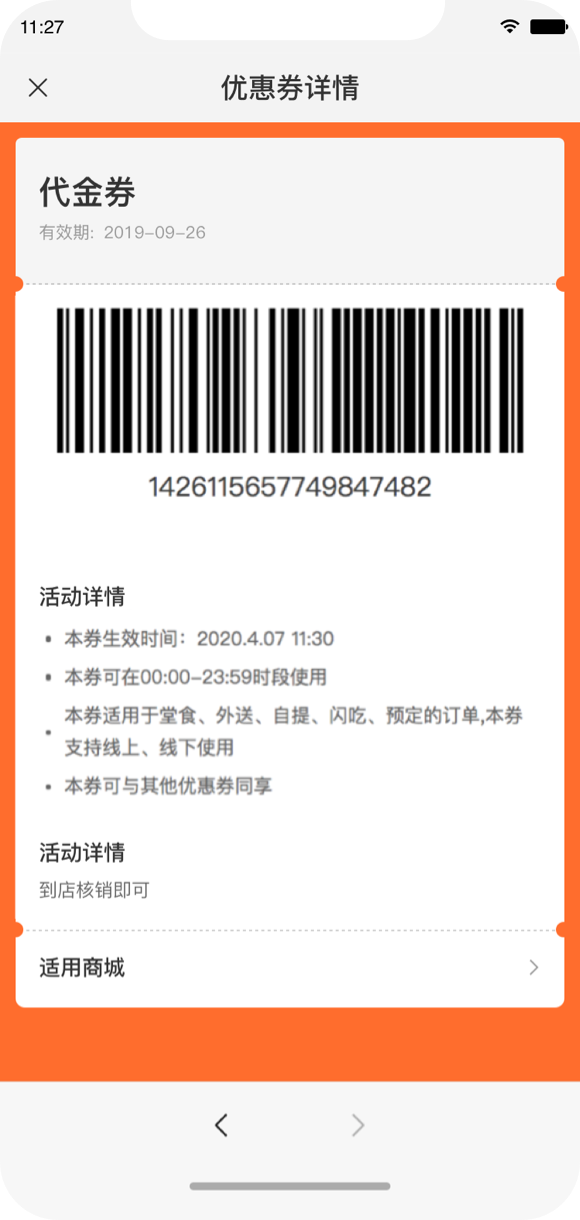 11:27
优惠券详情
代金券
有效期: 2019-09-26
1426115657749847482
活动详情
本券生效时间：2020.4.07 11:30
本券可在00:00-23:59时段使用
本券适用于堂食、外送、自提、闪吃、预定的订单,本券
支持线上、线下使用
本券可与其他优惠券同享
活动详情
到店核销即可
适用商城